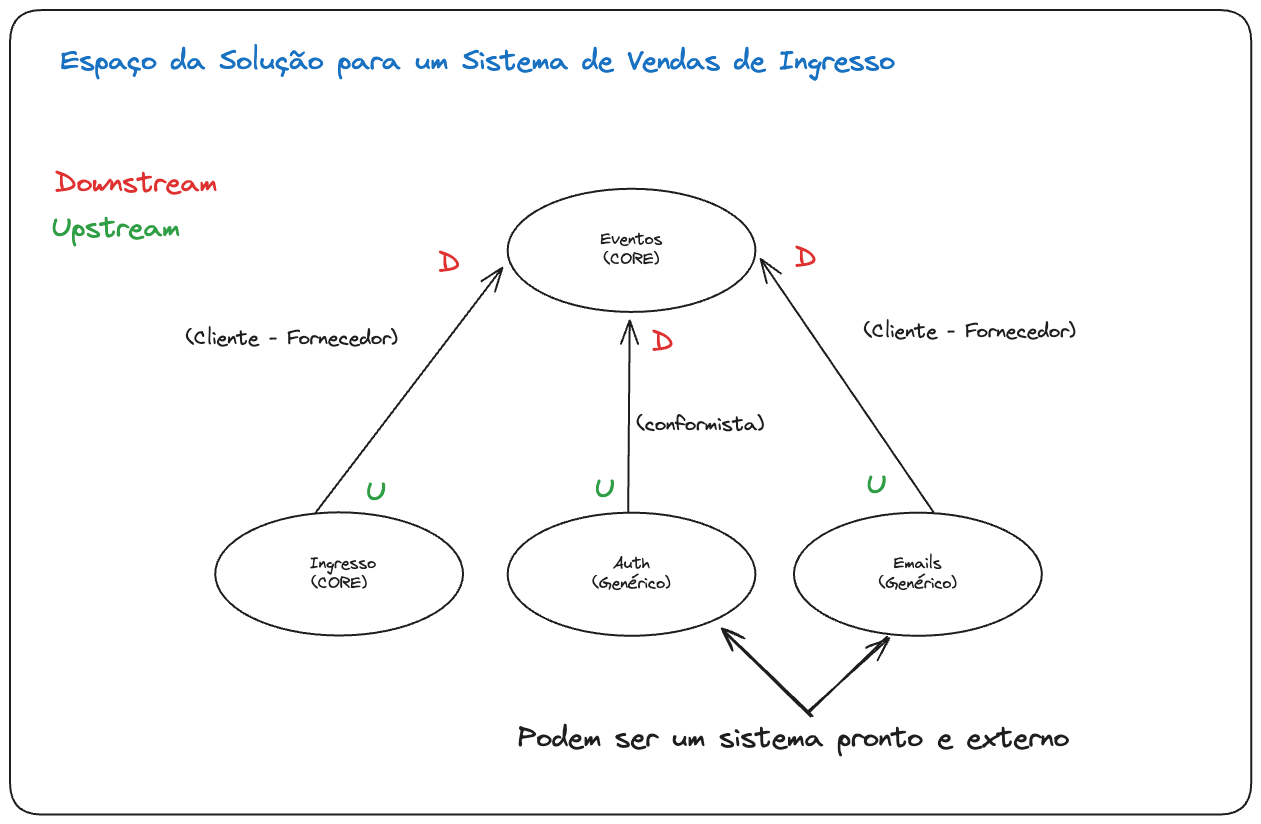 Espaço da Solução para um Sistema de Vendas de Ingresso
Downstream
Upstream
Eventos
(CORE)
D
D
(Cliente - Fornecedor)
(Cliente - Fornecedor)
D
(conformista)
U
U
U
Ingresso
(CORE)
Auth
(Genérico)
Emails
(Genérico)
Podem ser um sistema pronto e externo